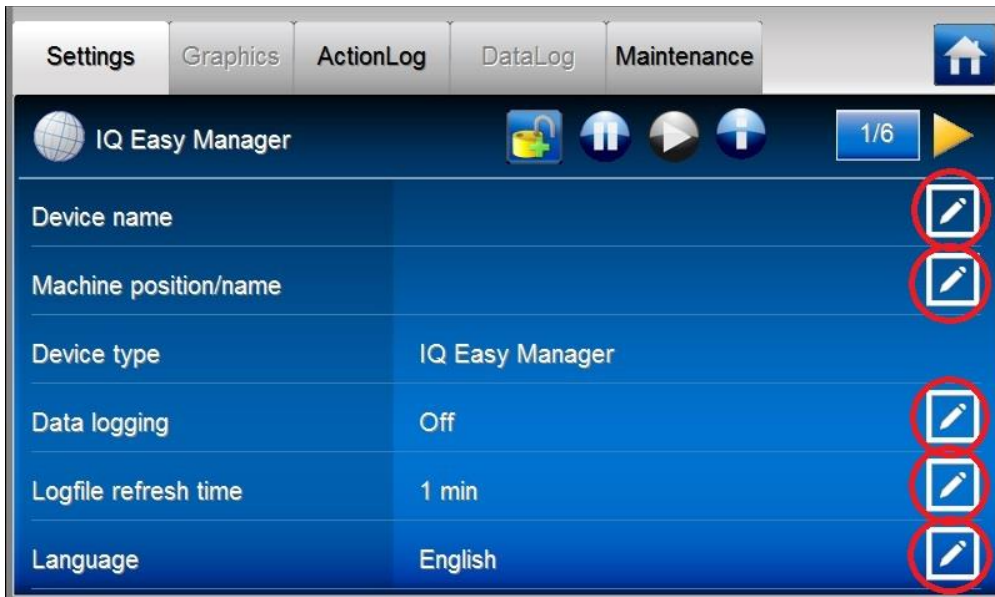 Settings Graphics ActionLog DataLog Maintenance
IQ Easy Manager 1/6
Device name
Machine position/name
Device type IQ Easy Manager
Data logging Off
Logfile refresh time 1 min
Language English